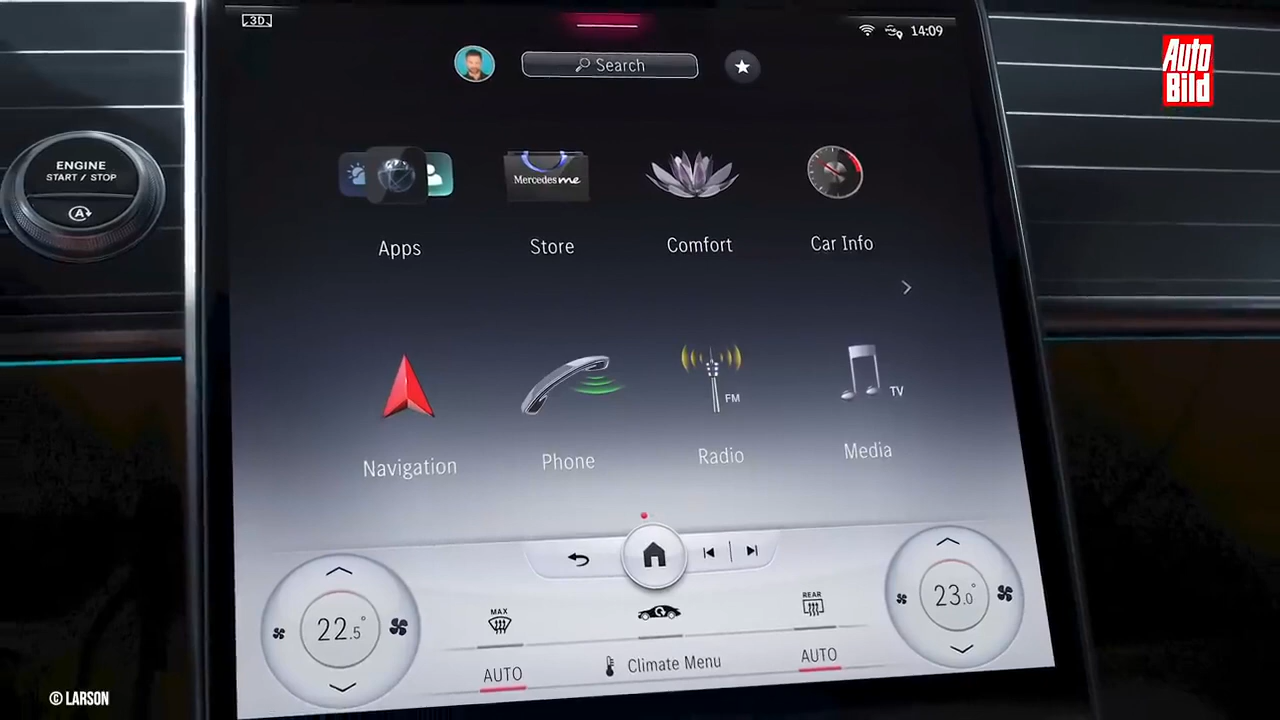 3D
14:09
Auto
Bild
Search
ENGINE
START / STOP
A
Mercedes me
Apps
Store
Comfort
Car Info
FM
TV
Navigation
Phone
Radio
Media
22.5°
MAX
REAR
23.0°
AUTO
Climate Menu
AUTO
© LARSON